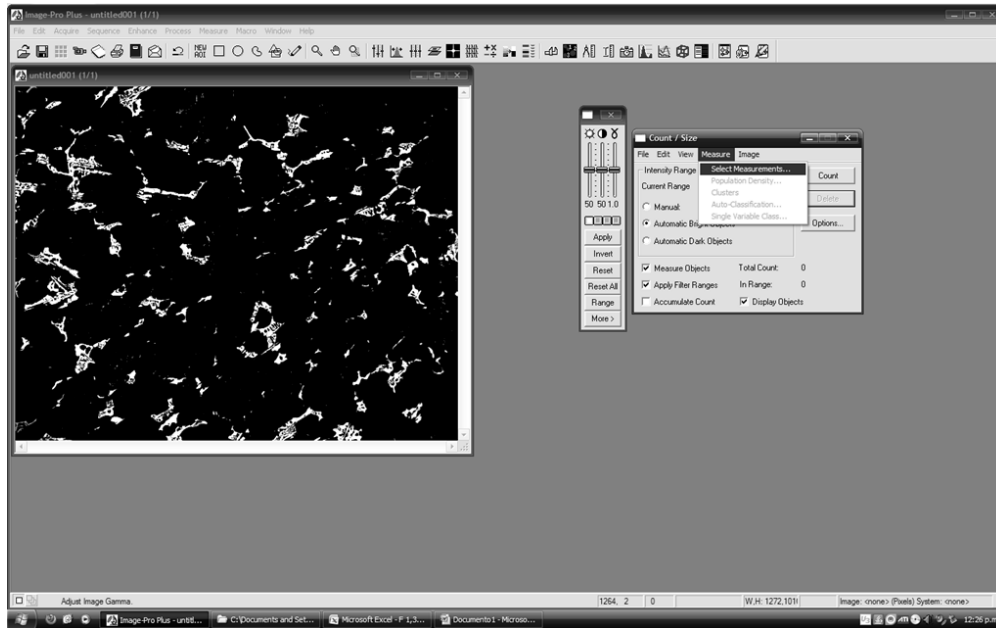 Image-Pro Plus - untitled001 (1/1)
File Edit Acquire Sequence Enhance Process Measure Macro Window Help
NEW
AOI
untitled001 (1/1)
50 50 1.0
Apply
Invert
Reset
Reset All
Range
More >
Count / Size
File Edit View Measure Image
Select Measurements...
Population Density...
Clusters
Auto-Classification...
Single Variable Class...
Intensity Range
Current Range
Manual:
Automatic Bright Objects
Automatic Dark Objects
Count
Delete
Options...
Measure Objects Total Count: 0
Apply Filter Ranges In Range: 0
Accumulate Count Display Objects
Adjust Image Gamma.
1264, 2 0 W,H: 1272,101 Image: <none> (Pixels) System: <none>
Image-Pro Plus - untitl... C:\Documents and Set... Microsoft Excel - F 1,3... Documento1 - Microso...
12:26 p.m